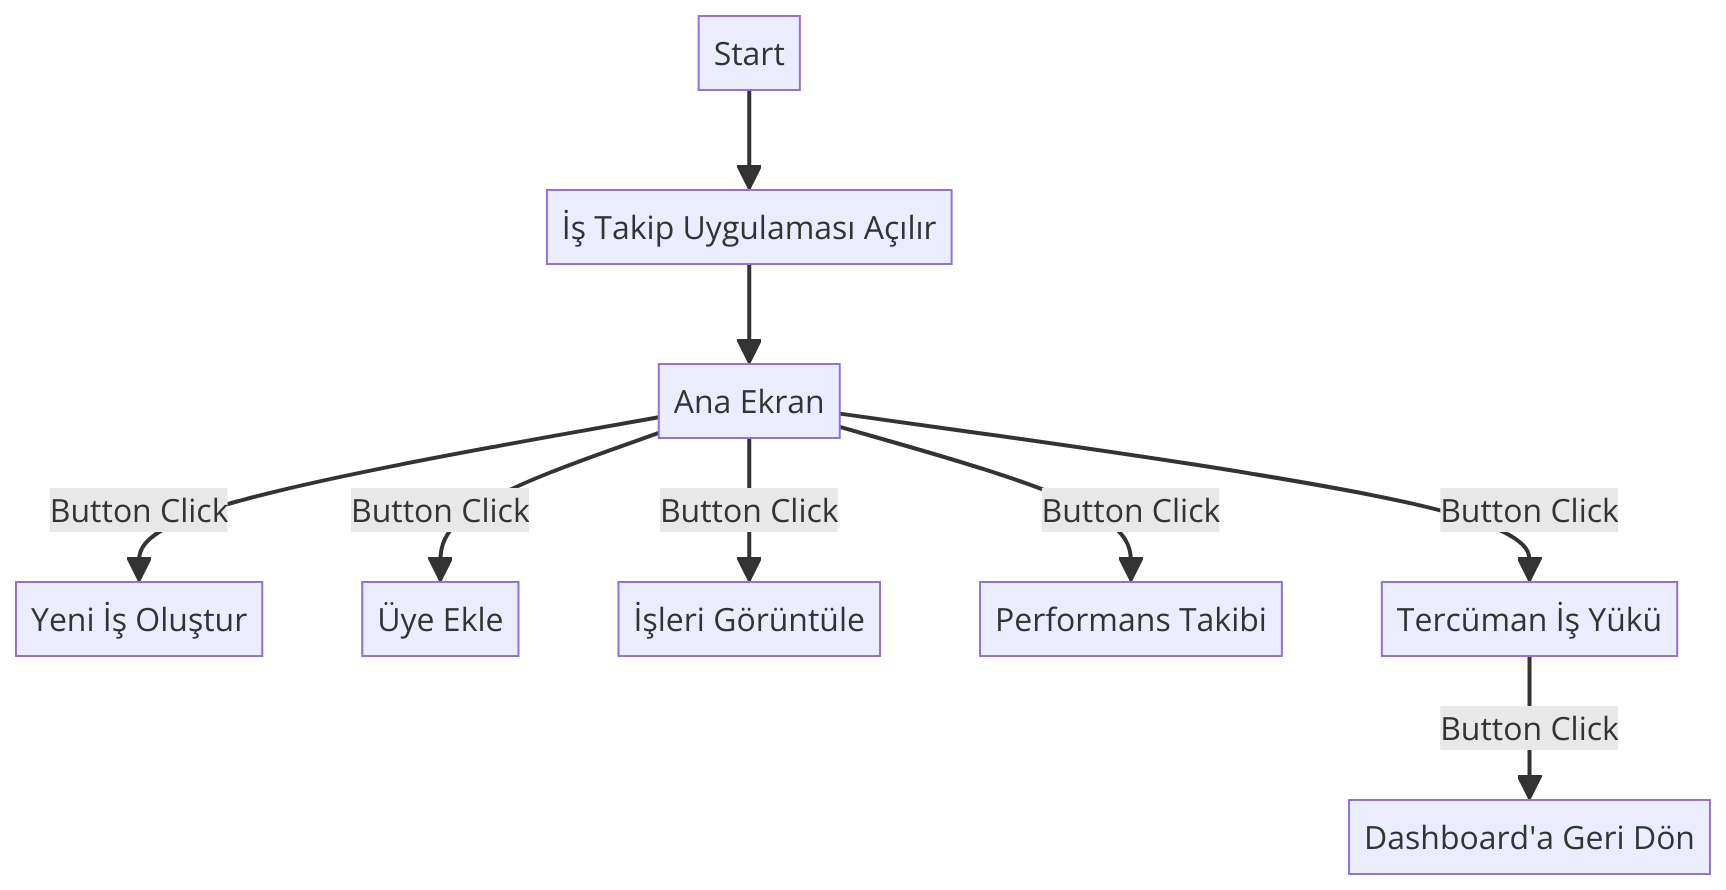 Start
İş Takip Uygulaması Açılır
Ana Ekran
Button Click
Button Click
Button Click
Button Click
Button Click
Yeni İş Oluştur
Üye Ekle
İşleri Görüntüle
Performans Takibi
Tercüman İş Yükü
Button Click
Dashboard'a Geri Dön